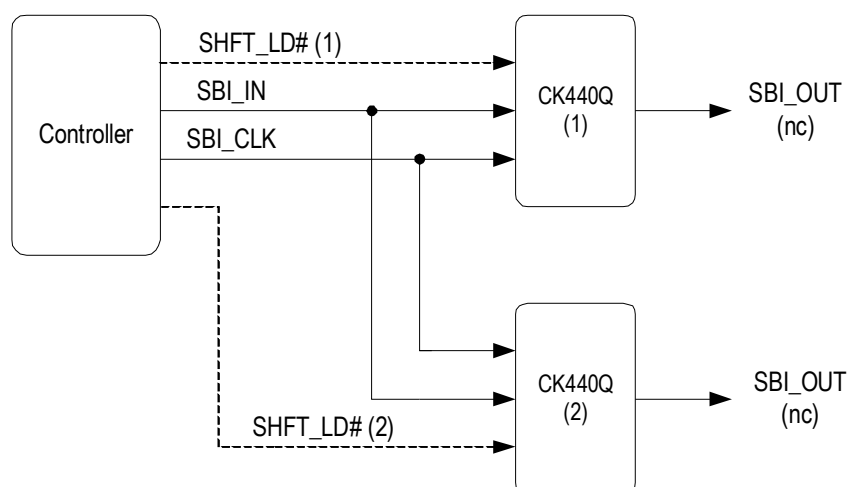 SHFT_LD# (1)
SBI_IN
SBI_CLK
Controller
CK440Q
(1)
SBI_OUT
(nc)
CK440Q
(2)
SBI_OUT
(nc)
SHFT_LD# (2)